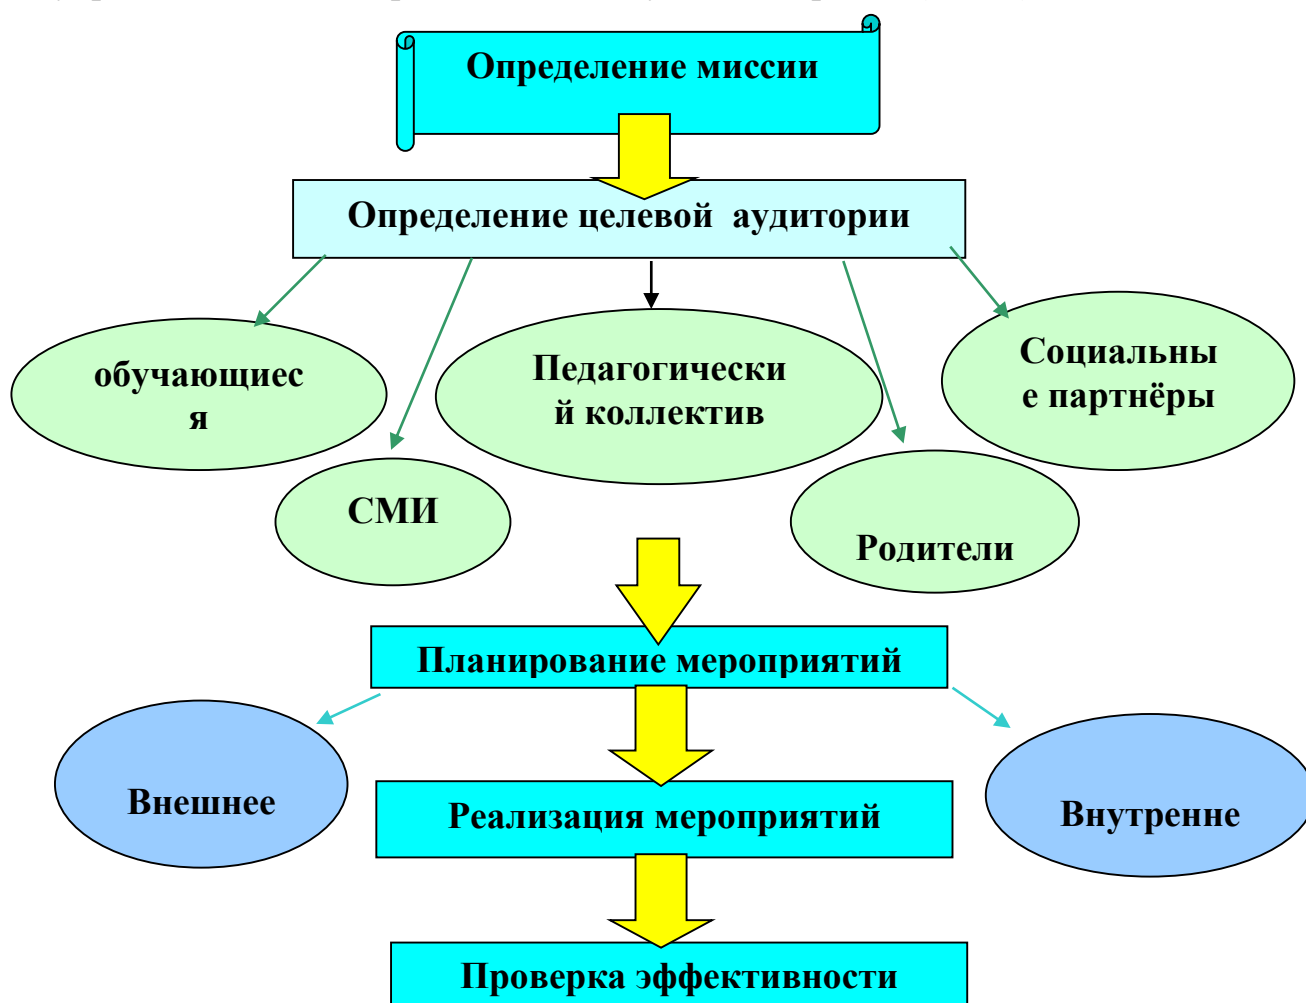 Определение миссии
Определение целевой аудитории
обучающиес
я
Педагогически
й коллектив
Социальны
е партнёры
СМИ
Родители
Планирование мероприятий
Внешнее
Реализация мероприятий
Внутренне
Проверка эффективности